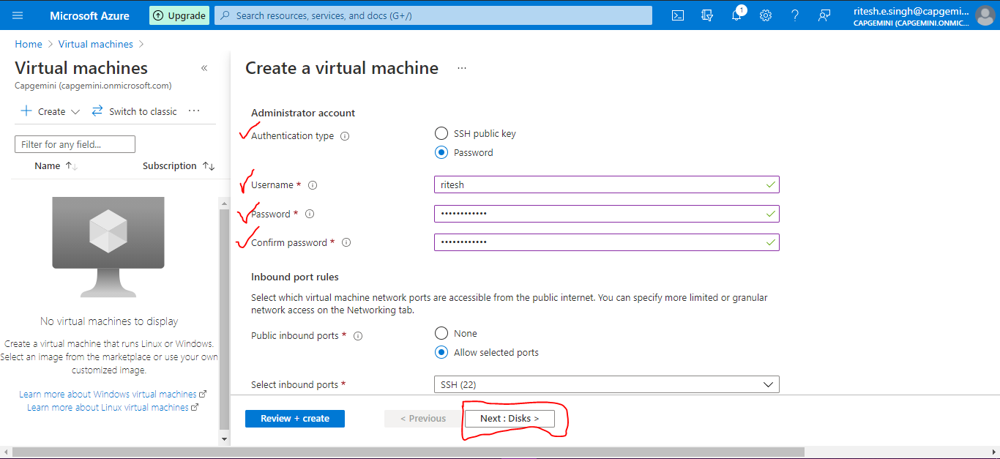 Microsoft Azure
Upgrade
Search resources, services, and docs (G+/)
1
ritesh.e.singh@capgemi...
CAPGEMINI (CAPGEMINI.ONMIC...
Home > Virtual machines >
Virtual machines
«
Capgemini (capgemini.onmicrosoft.com)
+ Create
Switch to classic
...
Filter for any field...
Name ↑↓
Subscription ↑↓
No virtual machines to display
Create a virtual machine that runs Linux or Windows.
Select an image from the marketplace or use your own
customized image.
Learn more about Windows virtual machines
Learn more about Linux virtual machines
Create a virtual machine ...
Administrator account
Authentication type
SSH public key
Password
Username *
ritesh
Password *
••••••••••••
Confirm password *
••••••••••••
Inbound port rules
Select which virtual machine network ports are accessible from the public internet. You can specify more limited or granular
network access on the Networking tab.
Public inbound ports *
None
Allow selected ports
Select inbound ports *
SSH (22)
Review + create
< Previous
Next : Disks >